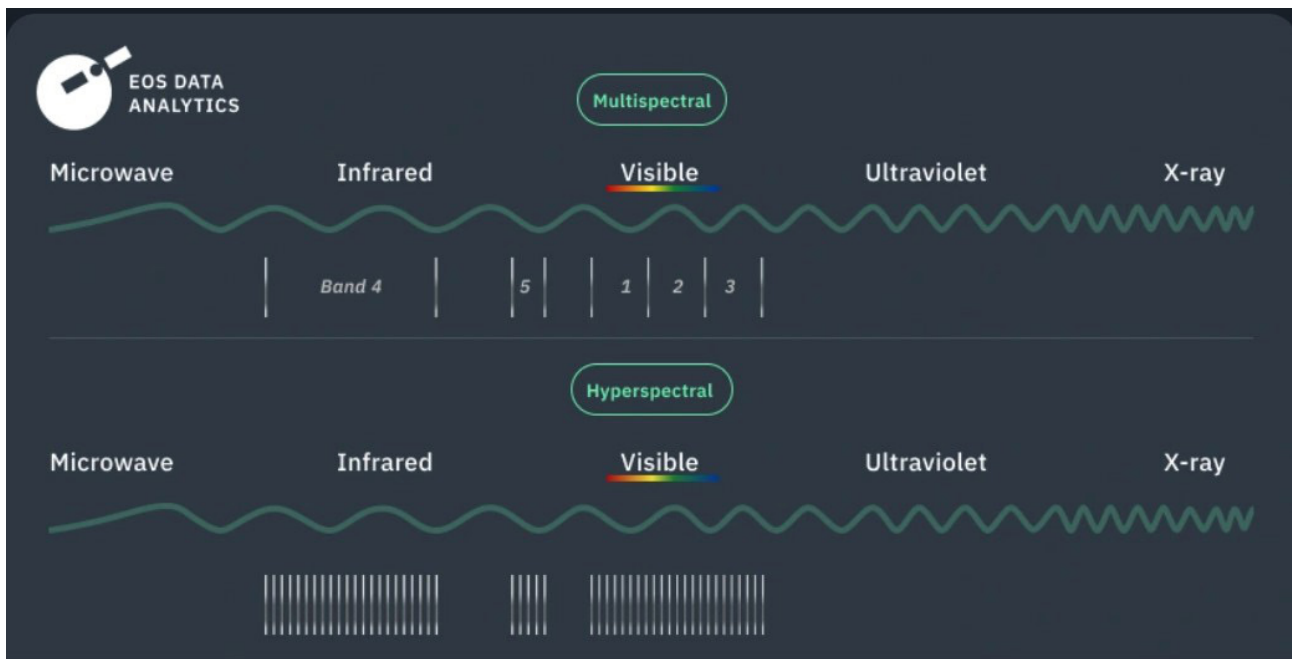 EOS DATA
ANALYTICS
Multispectral
Microwave Infrared Visible Ultraviolet X-ray
Band 4 5 1 2 3
Hyperspectral
Microwave Infrared Visible Ultraviolet X-ray